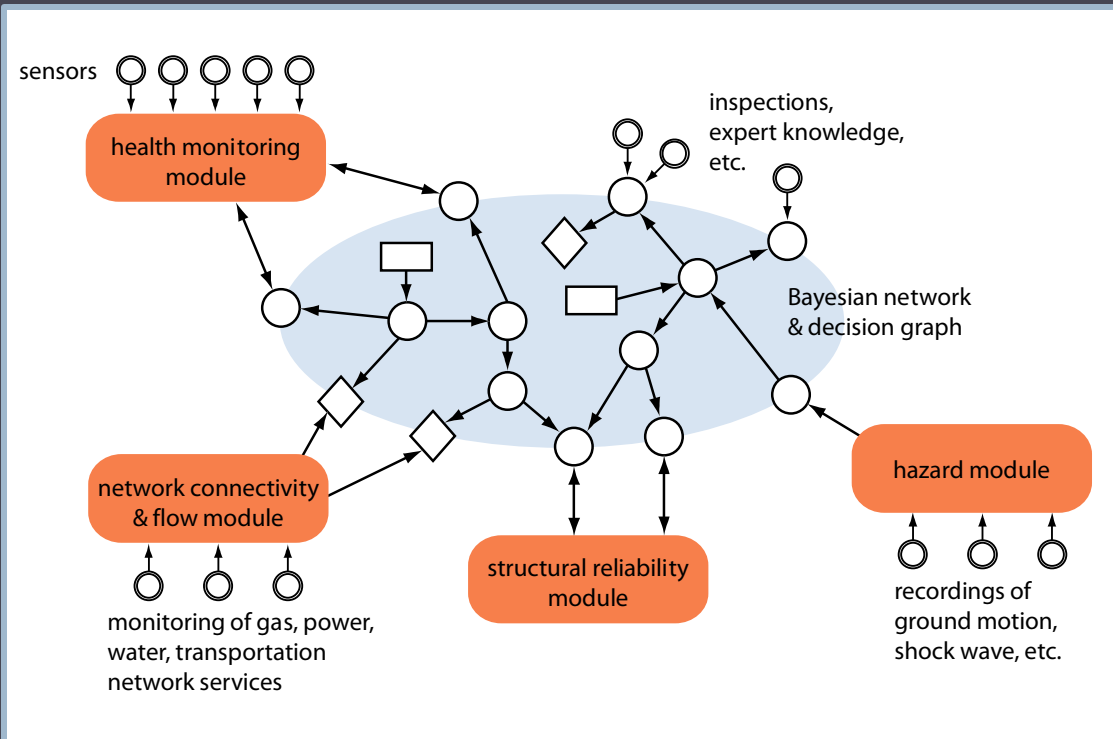 sensors
health monitoring
module
inspections,
expert knowledge,
etc.
Bayesian network
& decision graph
network connectivity
& flow module
hazard module
structural reliability
module
monitoring of gas, power,
water, transportation
network services
recordings of
ground motion,
shock wave, etc.